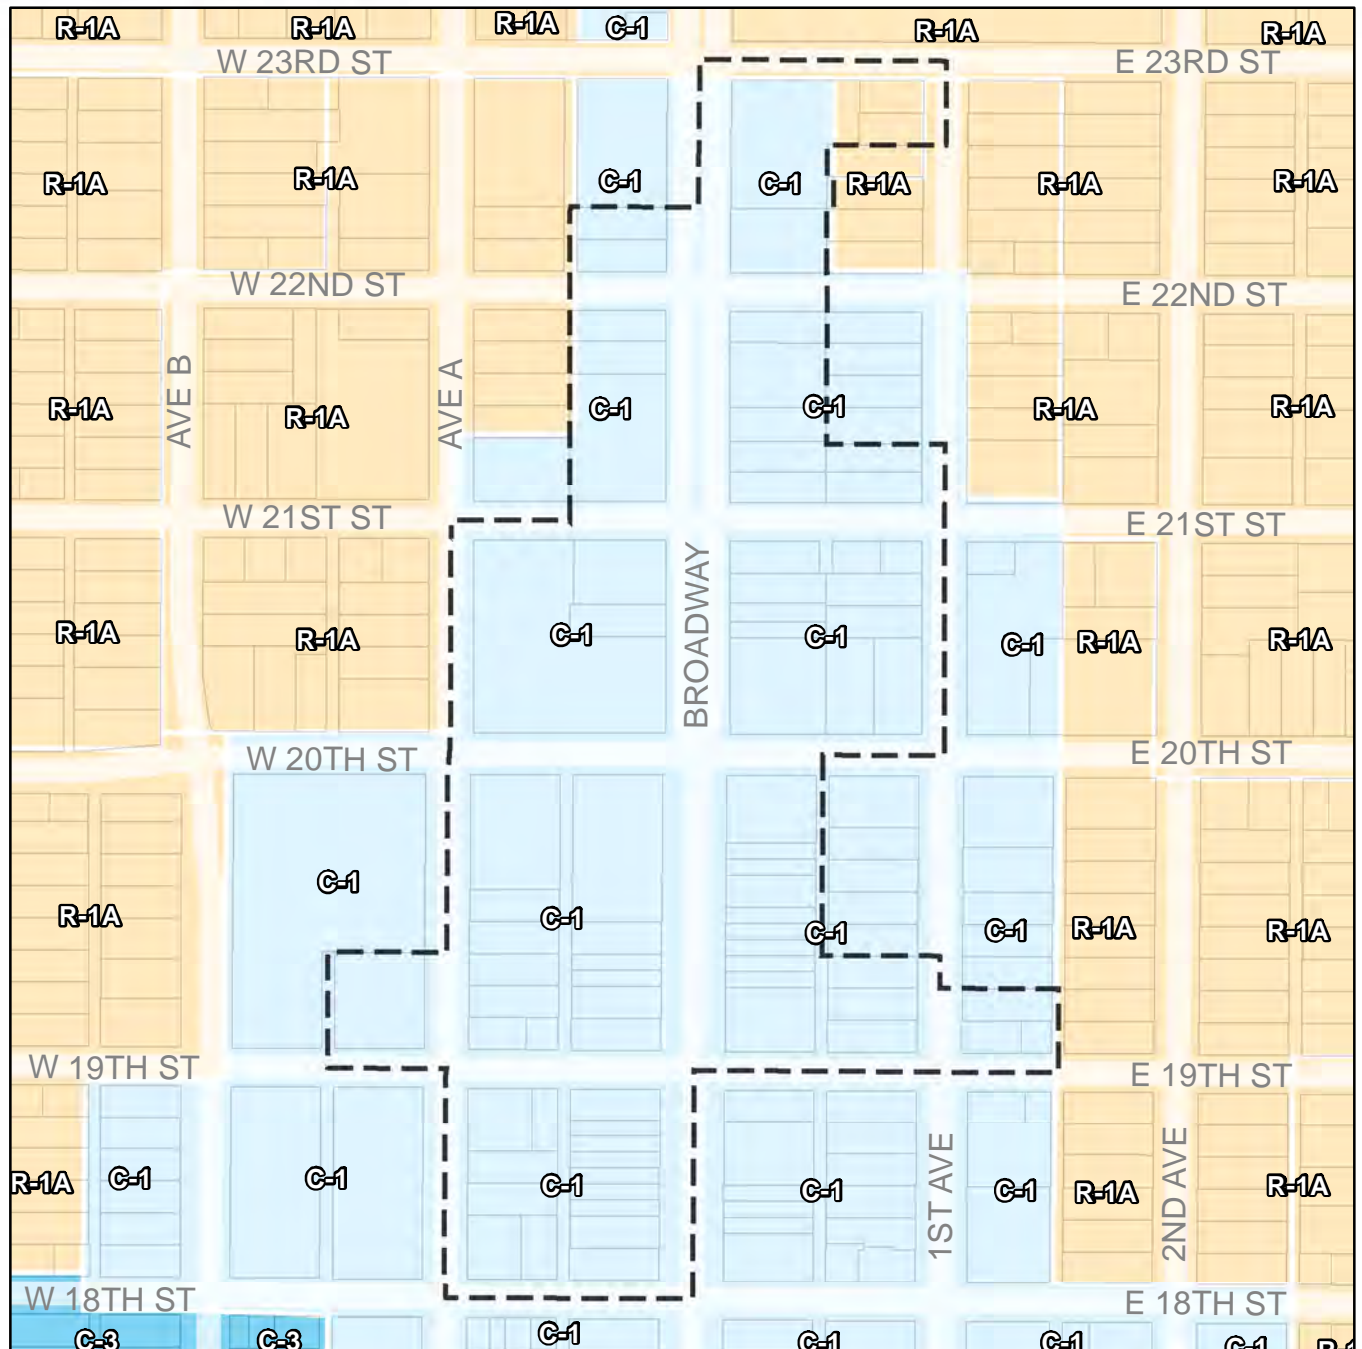 R-1A
R-1A
R-1A
C-1
R-1A
R-1A
W 23RD ST
E 23RD ST
R-1A
R-1A
C-1
C-1
R-1A
R-1A
R-1A
W 22ND ST
E 22ND ST
AVE B
AVE A
R-1A
R-1A
C-1
C-1
R-1A
R-1A
W 21ST ST
E 21ST ST
BROADWAY
R-1A
R-1A
C-1
C-1
C-1
R-1A
R-1A
W 20TH ST
E 20TH ST
C-1
R-1A
C-1
C-1
C-1
R-1A
R-1A
W 19TH ST
E 19TH ST
R-1A
C-1
C-1
C-1
C-1
1ST AVE
C-1
R-1A
2ND AVE
R-1A
W 18TH ST
E 18TH ST
C-3
C-3
C-1
C-1
C-1
C-1